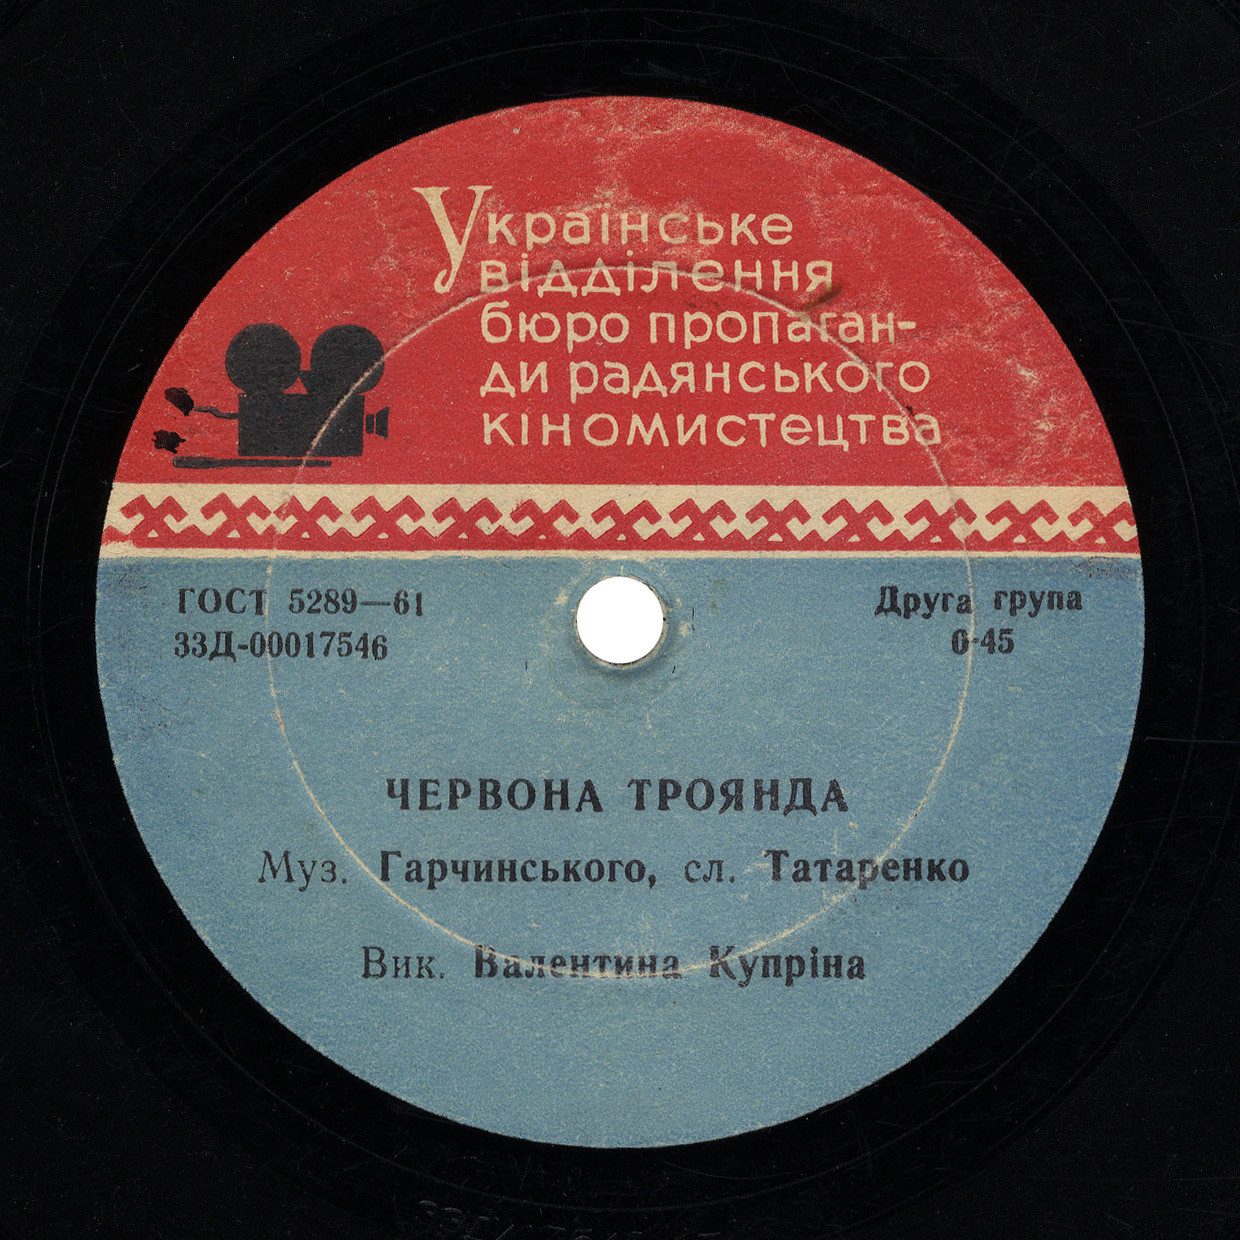 Українське
відділення
бюро пропаган-
ди радянського
кіномистецтва
ГОСТ 5289—61
33Д-00017546
Друга група
0-45
ЧЕРВОНА ТРОЯНДА
Муз. Гарчинського, сл. Татаренко
Вик. Валентина Купріна